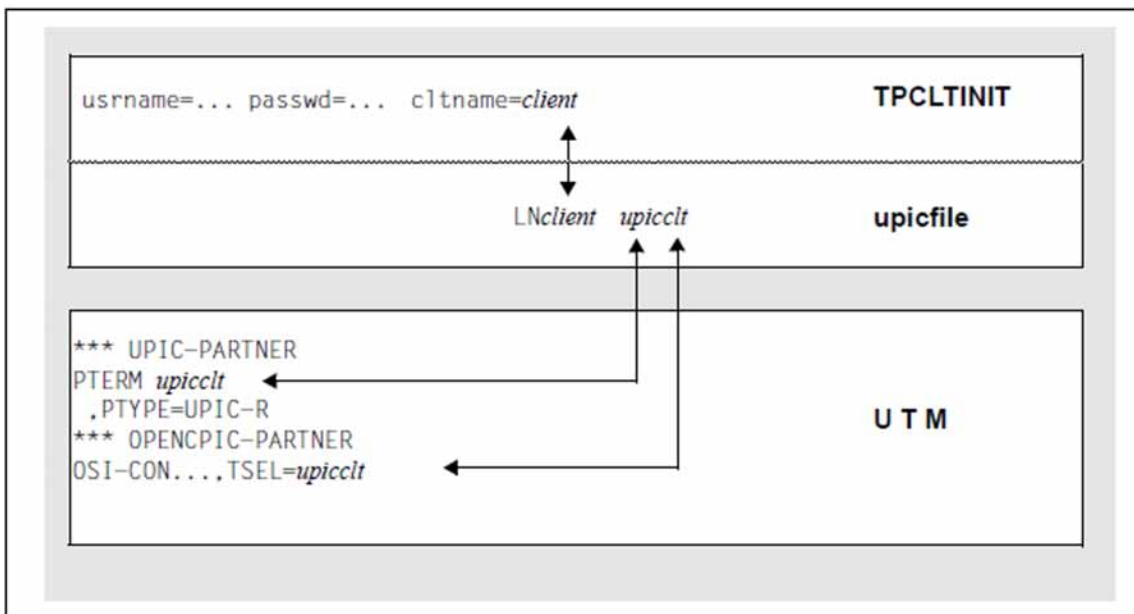 usrname=... passwd=... cltname=client TPCLTINIT
LNclient upicclt upicfile
*** UPIC-PARTNER
PTERM upicclt
,PTYPE=UPIC-R
*** OPENCPIC-PARTNER
OSI-CON...,TSEL=upicclt
U T M